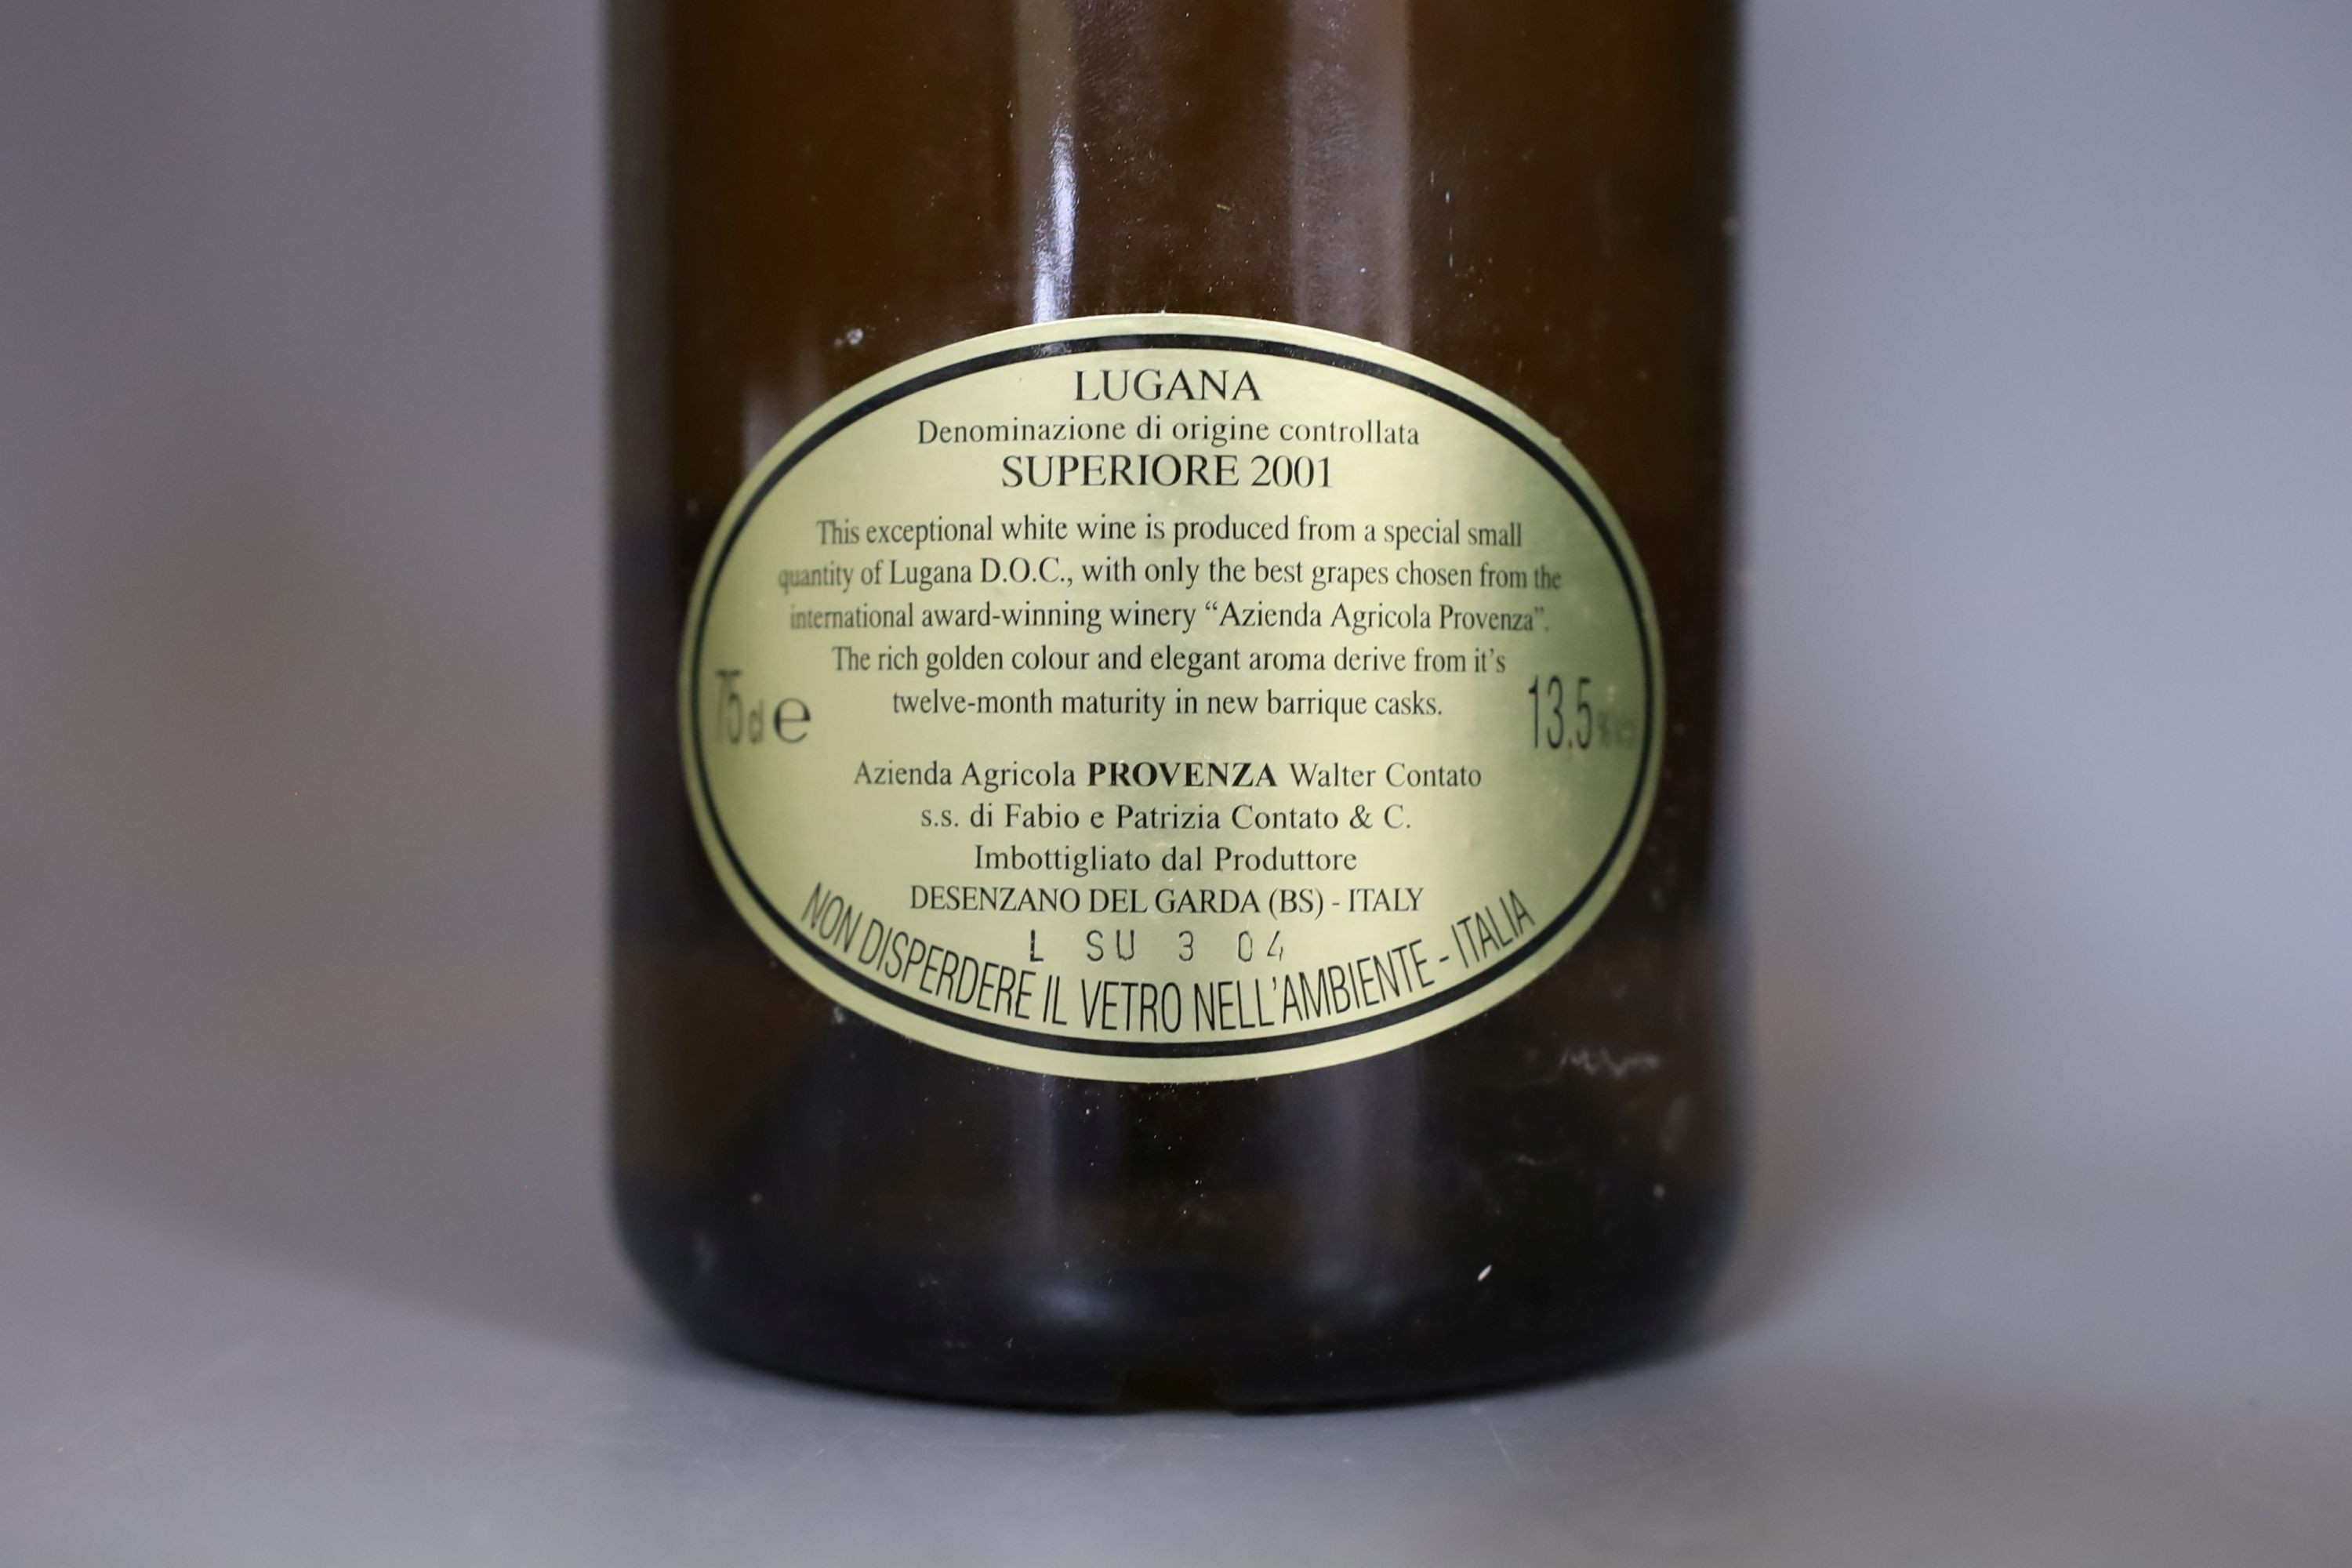 LUGANA
Denominazione di origine controllata
SUPERIORE 2001
This exceptional white wine is produced from a special small
quantity of Lugana D.O.C., with only the best grapes chosen from the
international award-winning winery “Azienda Agricola Provenza”.
The rich golden colour and elegant aroma derive from it’s
twelve-month maturity in new barrique casks.
75 cl e
13.5
Azienda Agricola PROVENZA Walter Contato
s.s. di Fabio e Patrizia Contato & C.
Imbottigliato dal Produttore
DESENZANO DEL GARDA (BS) - ITALY
L SU 3 04
NON DISPERDERE IL VETRO NELL’AMBIENTE - ITALIA